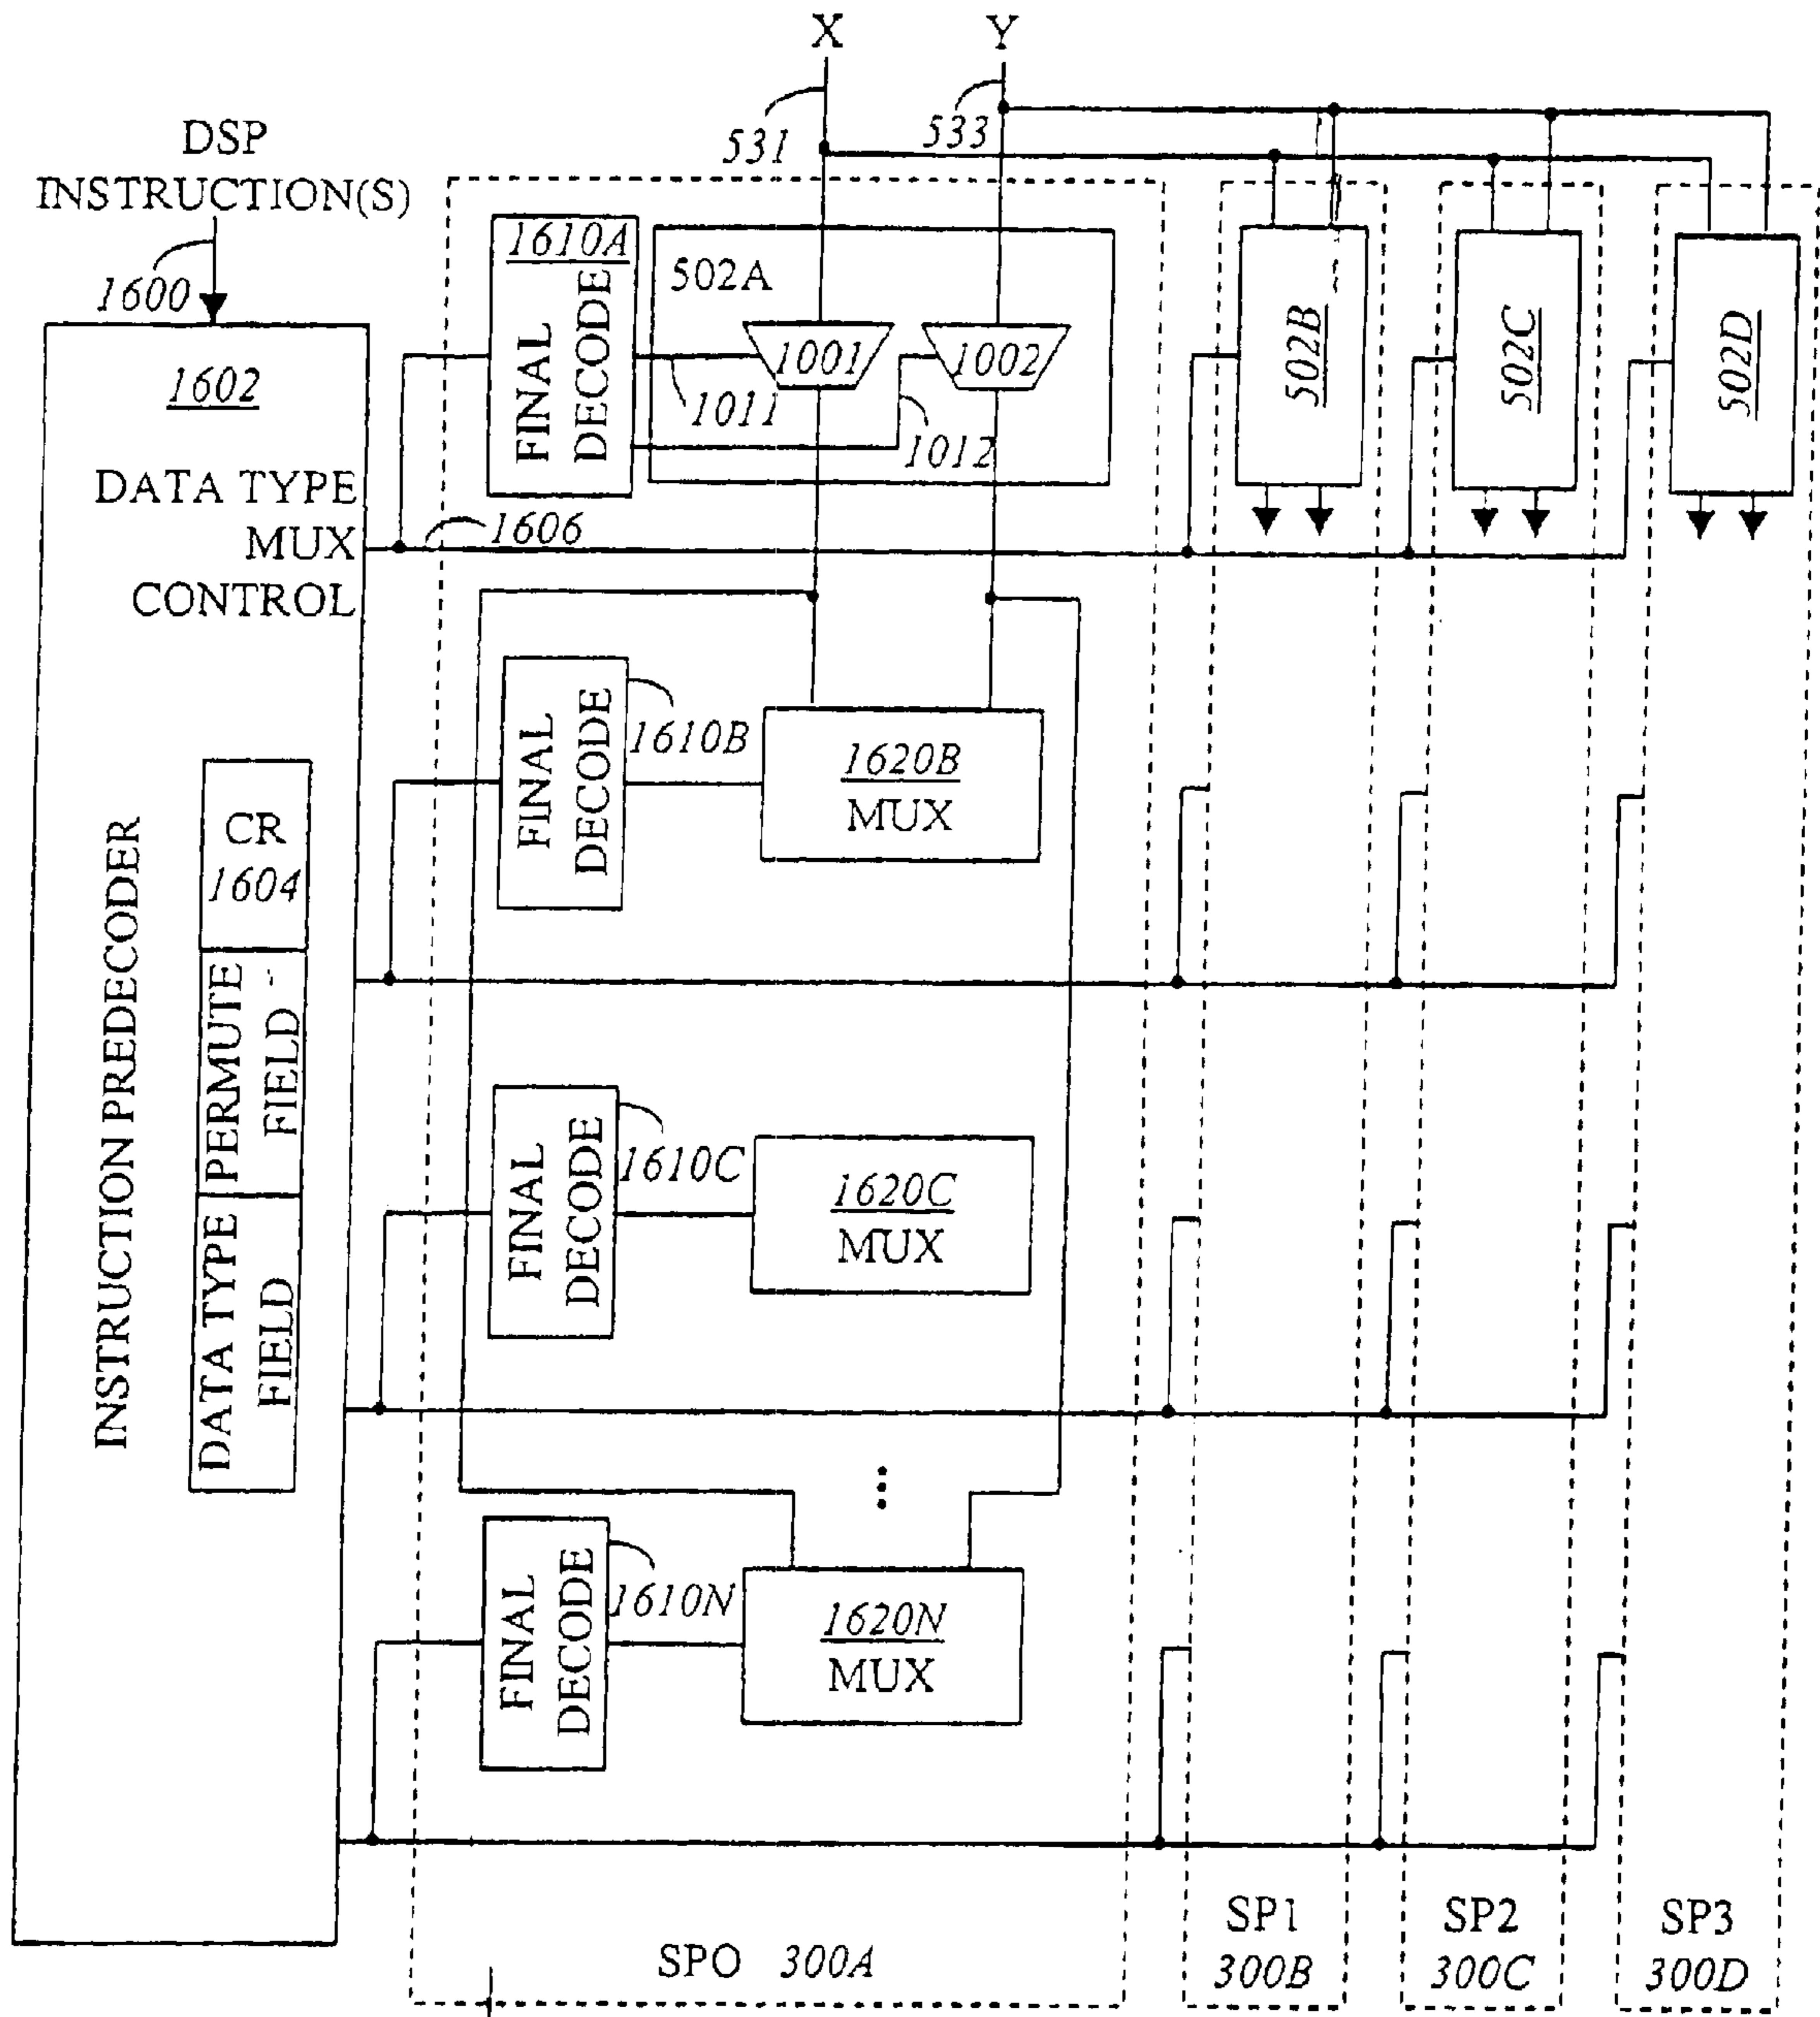 X
Y
531
533
DSP
INSTRUCTION(S)
1600
1602
DATA TYPE
MUX
CONTROL
1606
1610A
FINAL
DECODE
502A
1001
1002
1011
1012
502B
502C
502D
FINAL
DECODE
1610B
1620B
MUX
INSTRUCTION PREDECODER
CR
1604
PERMUTE
FIELD
DATA TYPE
FIELD
FINAL
DECODE
1610C
1620C
MUX
FINAL
DECODE
1610N
1620N
MUX
SPO 300A
SP1
300B
SP2
300C
SP3
300D